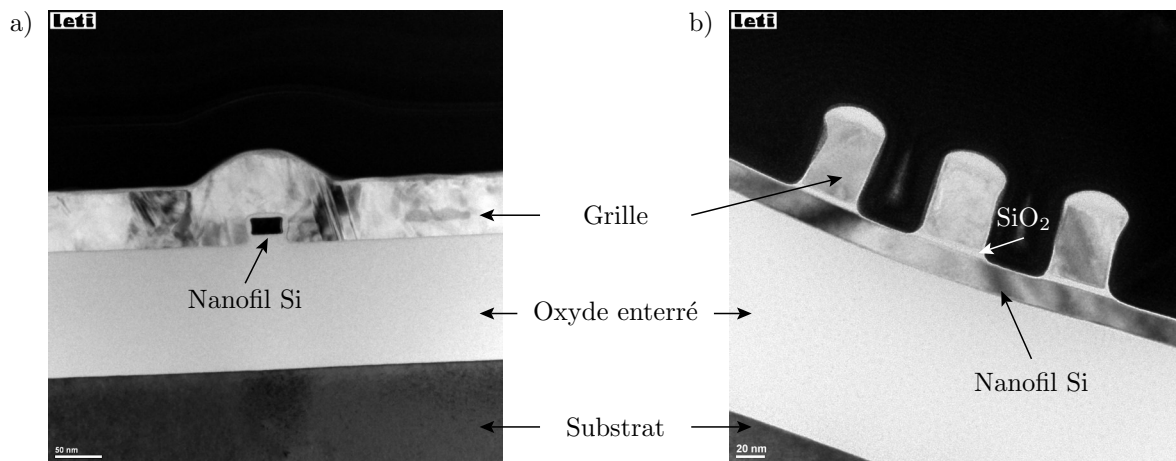 a)
leti
b)
leti
Grille
SiO2
Nanofil Si
Oxyde enterré
Nanofil Si
Substrat
50 nm
20 nm